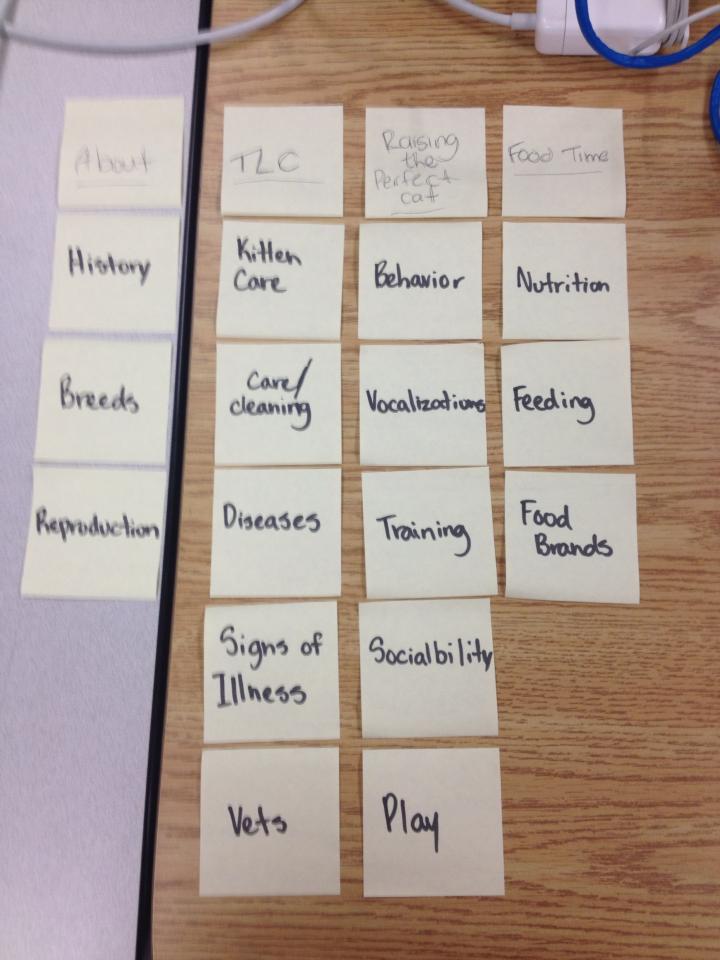 About
History
Breeds
Reproduction
TLC
Kitten
Care
Care/
cleaning
Diseases
Signs of
Illness
Vets
Raising
the
Perfect
cat
Behavior
Vocalizations
Training
Socialbility
Play
Food Time
Nutrition
Feeding
Food
Brands